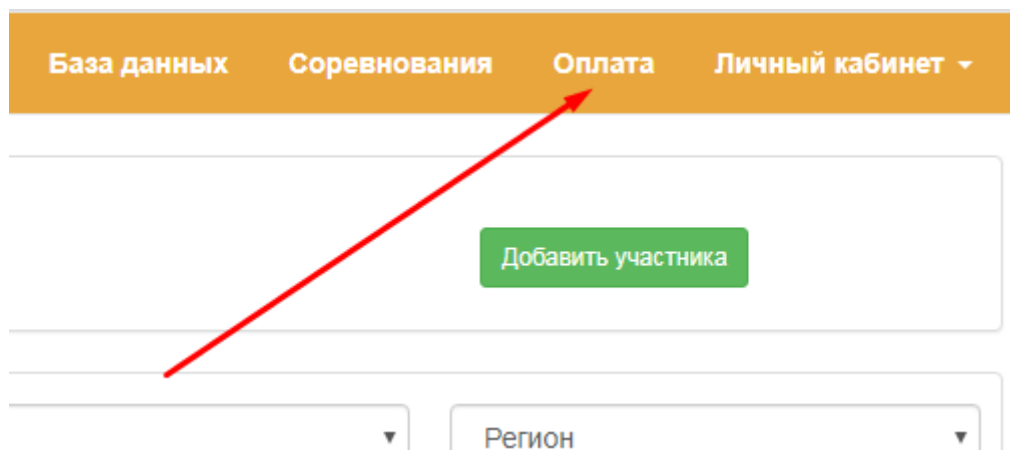 База данных Соревнования Оплата Личный кабинет
Добавить участника
Регион